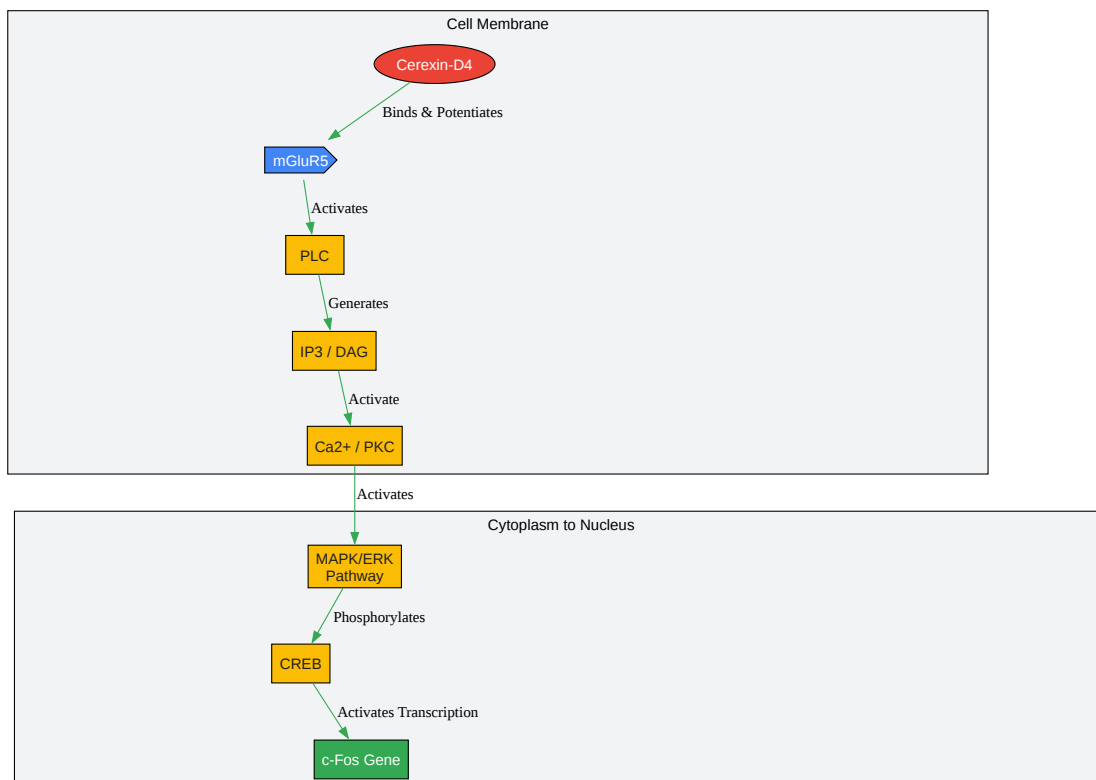 Cell Membrane
Cerexin-D4
Binds & Potentiates
mGluR5
Activates
PLC
Generates
IP3 / DAG
Activate
Ca2+ / PKC
Activates
Cytoplasm to Nucleus
MAPK/ERK
Pathway
Phosphorylates
CREB
Activates Transcription
c-Fos Gene